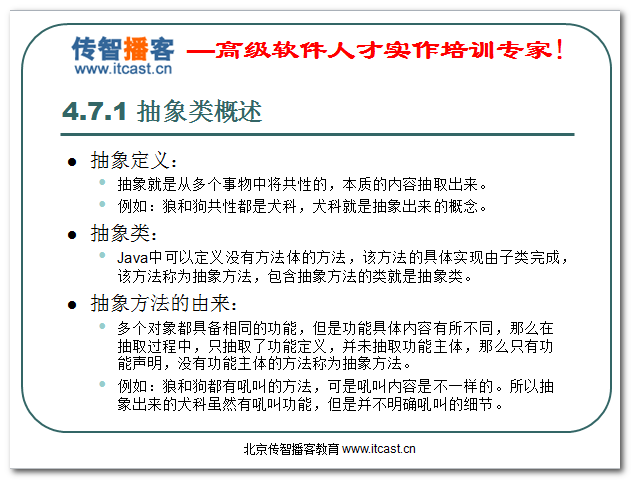 传智播客 —高级软件人才实作培训专家!
www.itcast.cn
4.7.1 抽象类概述
抽象定义：
抽象就是从多个事物中将共性的，本质的内容抽取出来。
例如：狼和狗共性都是犬科，犬科就是抽象出来的概念。
抽象类：
Java中可以定义没有方法体的方法，该方法的具体实现由子类完成，
该方法称为抽象方法，包含抽象方法的类就是抽象类。
抽象方法的由来：
多个对象都具备相同的功能，但是功能具体内容有所不同，那么在
抽取过程中，只抽取了功能定义，并未抽取功能主体，那么只有功
能声明，没有功能主体的方法称为抽象方法。
例如：狼和狗都有吼叫的方法，可是吼叫内容是不一样的。所以抽
象出来的犬科虽然有吼叫功能，但是并不明确吼叫的细节。
北京传智播客教育 www.itcast.cn